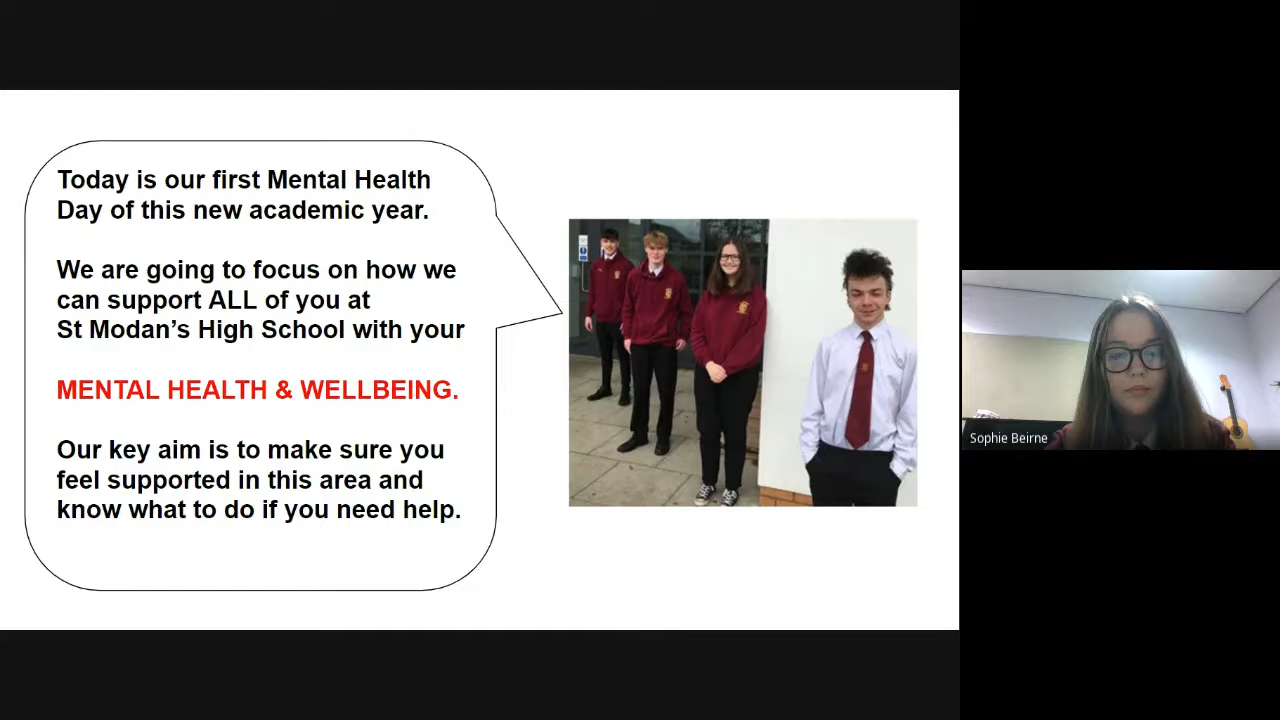 Today is our first Mental Health
Day of this new academic year.
We are going to focus on how we
can support ALL of you at
St Modan’s High School with your
MENTAL HEALTH & WELLBEING.
Our key aim is to make sure you
feel supported in this area and
know what to do if you need help.
Sophie Beirne